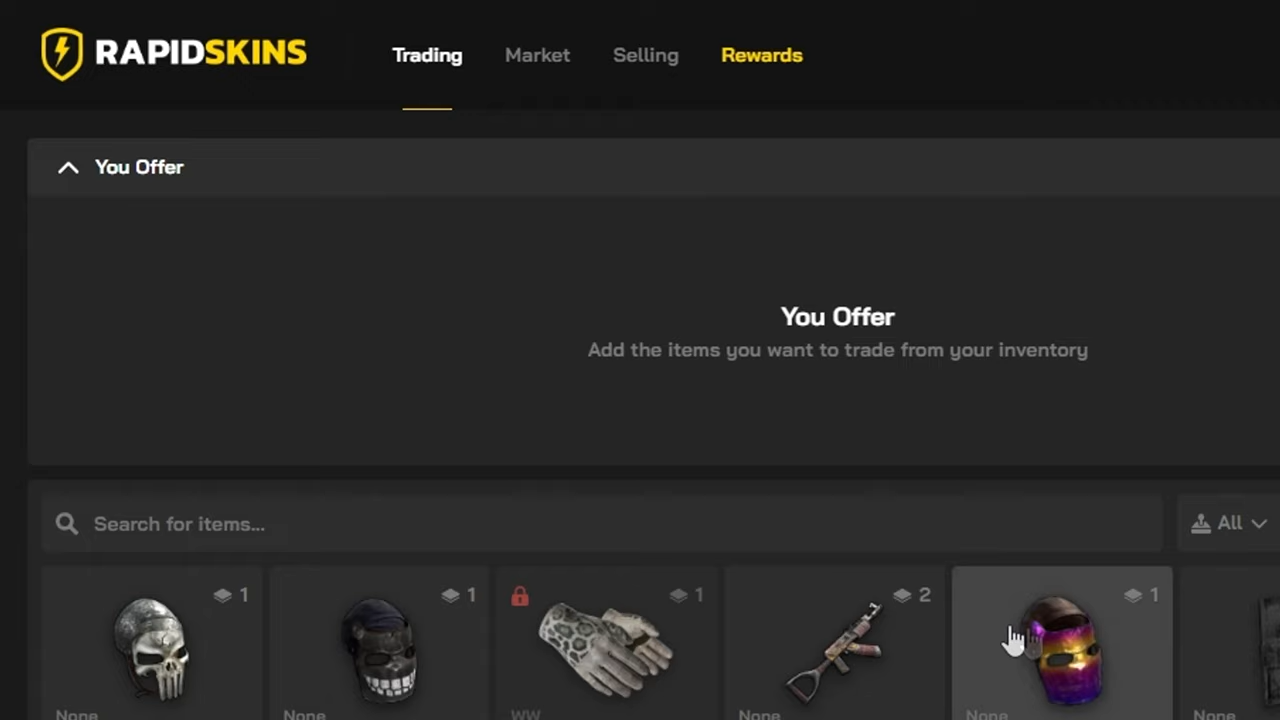 RAPIDSKINS
Trading Market Selling Rewards
You Offer
You Offer
Add the items you want to trade from your inventory
Search for items...
All
1 1 1 2 1
None None WW None None